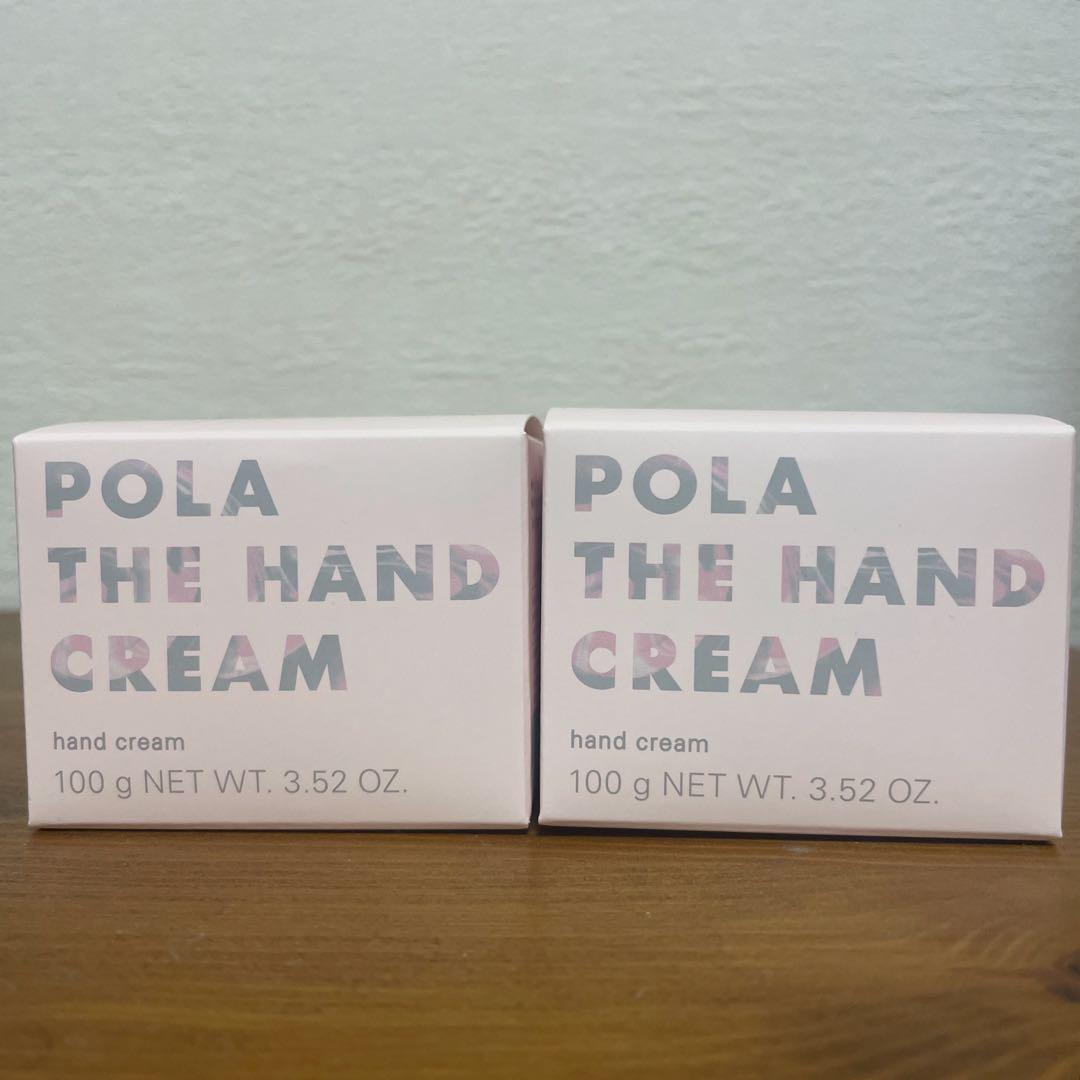 POLA
THE HAND
CREAM
hand cream
100 g NET WT. 3.52 OZ.
POLA
THE HAND
CREAM
hand cream
100 g NET WT. 3.52 OZ.